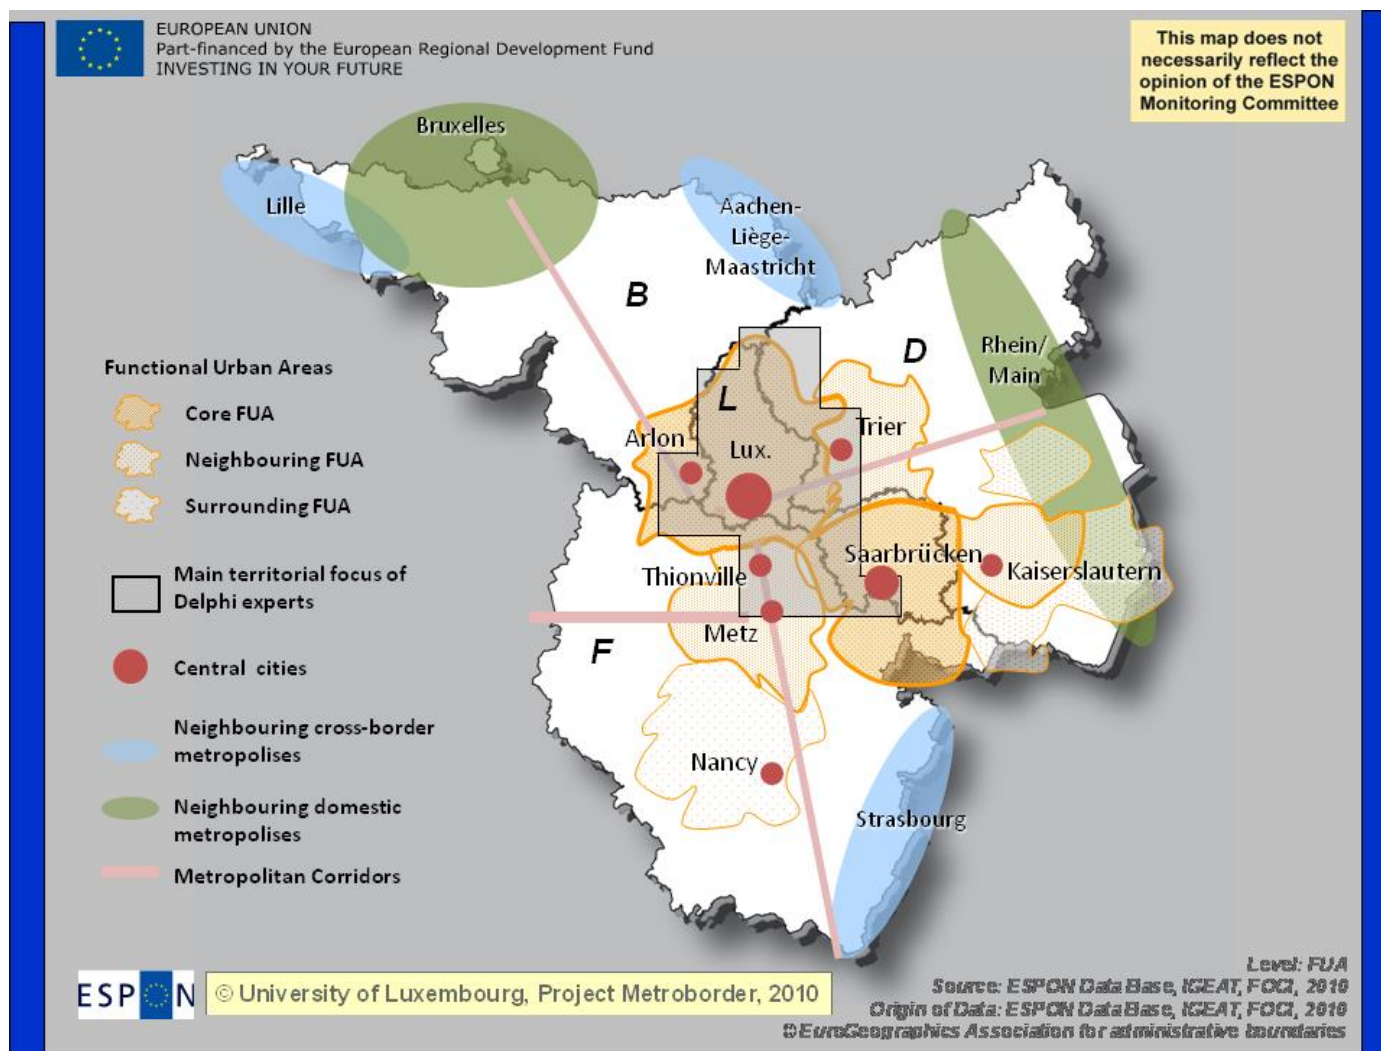 EUROPEAN UNION
Part-financed by the European Regional Development Fund
INVESTING IN YOUR FUTURE
This map does not
necessarily reflect the
opinion of the ESPON
Monitoring Committee
Bruxelles
Lille
Aachen-
Liège-
Maastricht
B
D
Rhein/
Main
Functional Urban Areas
Core FUA
Neighbouring FUA
Surrounding FUA
L
Arlon
Lux.
Trier
Saarbrücken
Thionville
Kaiserslautern
Main territorial focus of
Delphi experts
Metz
F
Central cities
Neighbouring cross-border
metropolises
Nancy
Neighbouring domestic
metropolises
Strasbourg
Metropolitan Corridors
ESPON
© University of Luxembourg, Project Metroborder, 2010
Level: FUA
Source: ESPON Data Base, IGEAT, FOCI, 2010
Origin of Data: ESPON Data Base, IGEAT, FOCI, 2010
© EuroGeographics Association for administrative boundaries